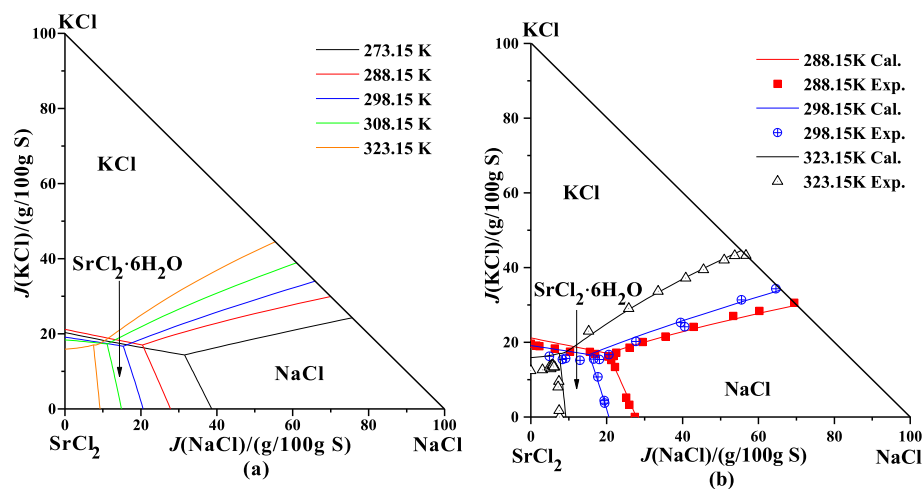 KCl
100
80
60
40
20
0
J(KCl)/(g/100g S)
273.15 K
288.15 K
298.15 K
308.15 K
323.15 K
KCl
SrCl₂·6H₂O
NaCl
0 20 40 60 80 100
SrCl₂ J(NaCl)/(g/100g S) NaCl
(a)
KCl
100
80
60
40
20
0
J(KCl)/(g/100g S)
288.15K Cal.
288.15K Exp.
298.15K Cal.
298.15K Exp.
323.15K Cal.
323.15K Exp.
KCl
SrCl₂·6H₂O
NaCl
0 20 40 60 80 100
SrCl₂ J(NaCl)/(g/100g S) NaCl
(b)